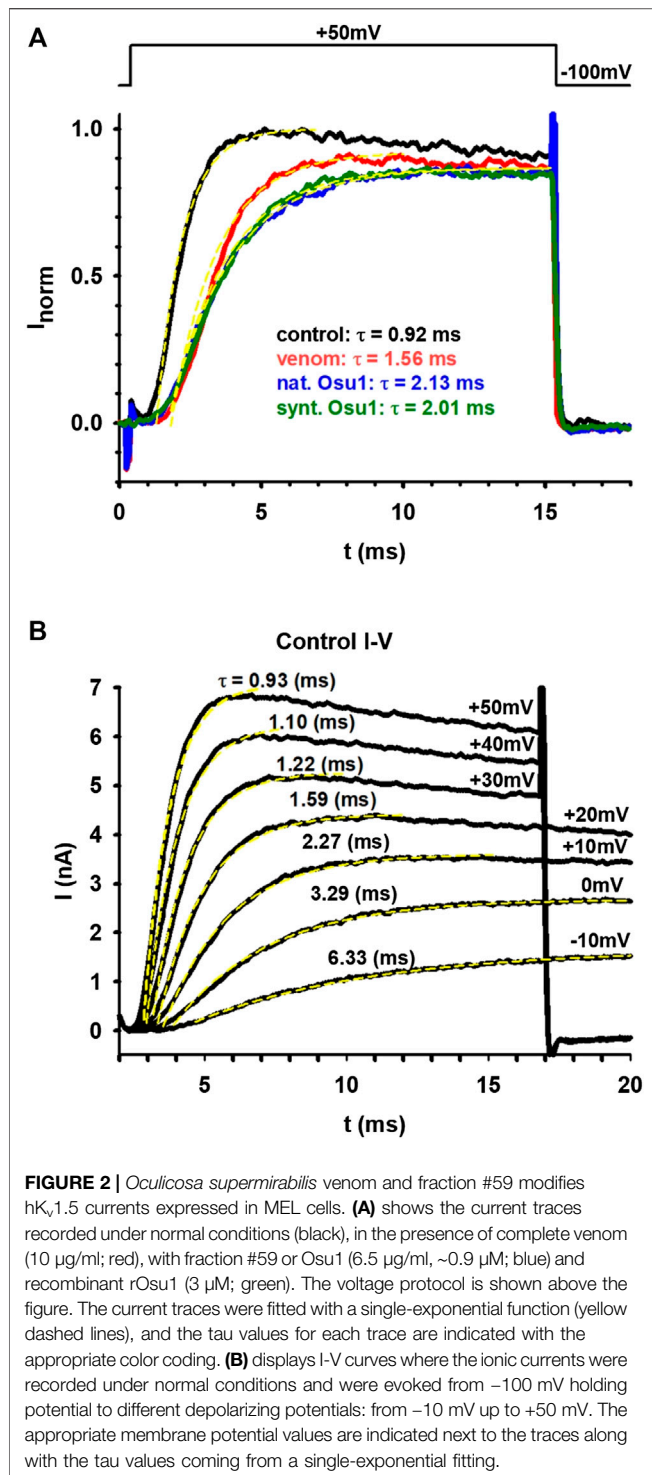 A
+50mV
-100mV
1.0
0.5
0.0
I_norm
control: τ = 0.92 ms
venom: τ = 1.56 ms
nat. Osu1: τ = 2.13 ms
synt. Osu1: τ = 2.01 ms
0 5 10 15
t (ms)
B
Control I-V
7
6
5
4
3
2
1
0
I (nA)
τ = 0.93 (ms)
1.10 (ms)
1.22 (ms)
1.59 (ms)
2.27 (ms)
3.29 (ms)
6.33 (ms)
+50mV
+40mV
+30mV
+20mV
+10mV
0mV
-10mV
5 10 15 20
t (ms)
FIGURE 2 | Oculicosa supermirabilis venom and fraction #59 modifies
hKv1.5 currents expressed in MEL cells. (A) shows the current traces
recorded under normal conditions (black), in the presence of complete venom
(10 μg/ml; red), with fraction #59 or Osu1 (6.5 μg/ml, ~0.9 μM; blue) and
recombinant rOsu1 (3 μM; green). The voltage protocol is shown above the
figure. The current traces were fitted with a single-exponential function (yellow
dashed lines), and the tau values for each trace are indicated with the
appropriate color coding. (B) displays I-V curves where the ionic currents were
recorded under normal conditions and were evoked from −100 mV holding
potential to different depolarizing potentials: from −10 mV up to +50 mV. The
appropriate membrane potential values are indicated next to the traces along
with the tau values coming from a single-exponential fitting.